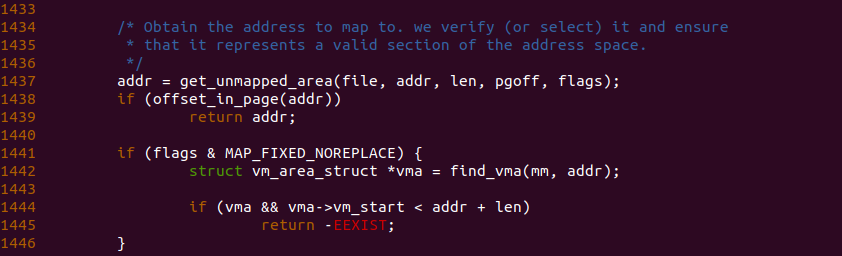 1433
1434         /* Obtain the address to map to. we verify (or select) it and ensure
1435          * that it represents a valid section of the address space.
1436          */
1437         addr = get_unmapped_area(file, addr, len, pgoff, flags);
1438         if (offset_in_page(addr))
1439                 return addr;
1440
1441         if (flags & MAP_FIXED_NOREPLACE) {
1442                 struct vm_area_struct *vma = find_vma(mm, addr);
1443
1444                 if (vma && vma->vm_start < addr + len)
1445                         return -EEXIST;
1446         }